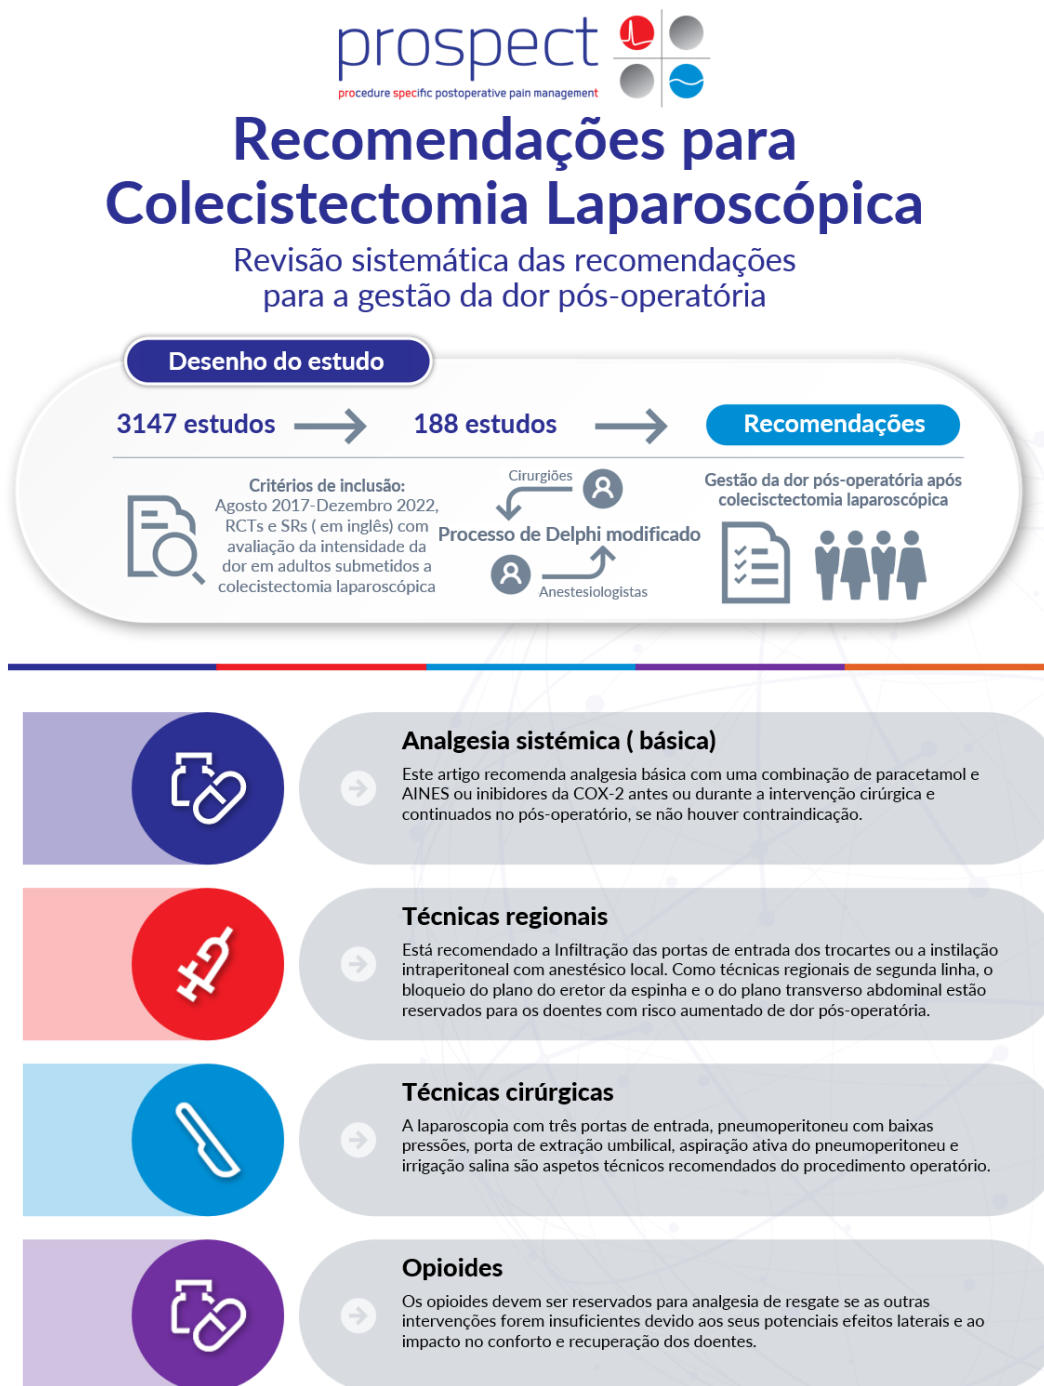 prospect
procedure specific postoperative pain management
Recomendações para
Colecistectomia Laparoscópica
Revisão sistemática das recomendações
para a gestão da dor pós-operatória
Desenho do estudo
3147 estudos
188 estudos
Recomendações
Critérios de inclusão:
Agosto 2017-Dezembro 2022,
RCTs e SRs ( em inglês) com
avaliação da intensidade da
dor em adultos submetidos a
colecistectomia laparoscópica
Cirurgiões
Processo de Delphi modificado
Anestesiologistas
Gestão da dor pós-operatória após
colecisctectomia laparoscópica
Analgesia sistémica ( básica)
Este artigo recomenda analgesia básica com uma combinação de paracetamol e
AINES ou inibidores da COX-2 antes ou durante a intervenção cirúrgica e
continuados no pós-operatório, se não houver contraindicação.
Técnicas regionais
Está recomendado a Infiltração das portas de entrada dos trocartes ou a instilação
intraperitoneal com anestésico local. Como técnicas regionais de segunda linha, o
bloqueio do plano do eretor da espinha e o do plano transverso abdominal estão
reservados para os doentes com risco aumentado de dor pós-operatória.
Técnicas cirúrgicas
A laparoscopia com três portas de entrada, pneumoperitoneu com baixas
pressões, porta de extração umbilical, aspiração ativa do pneumoperitoneu e
irrigação salina são aspetos técnicos recomendados do procedimento operatório.
Opioides
Os opioides devem ser reservados para analgesia de resgate se as outras
intervenções forem insuficientes devido aos seus potenciais efeitos laterais e ao
impacto no conforto e recuperação dos doentes.